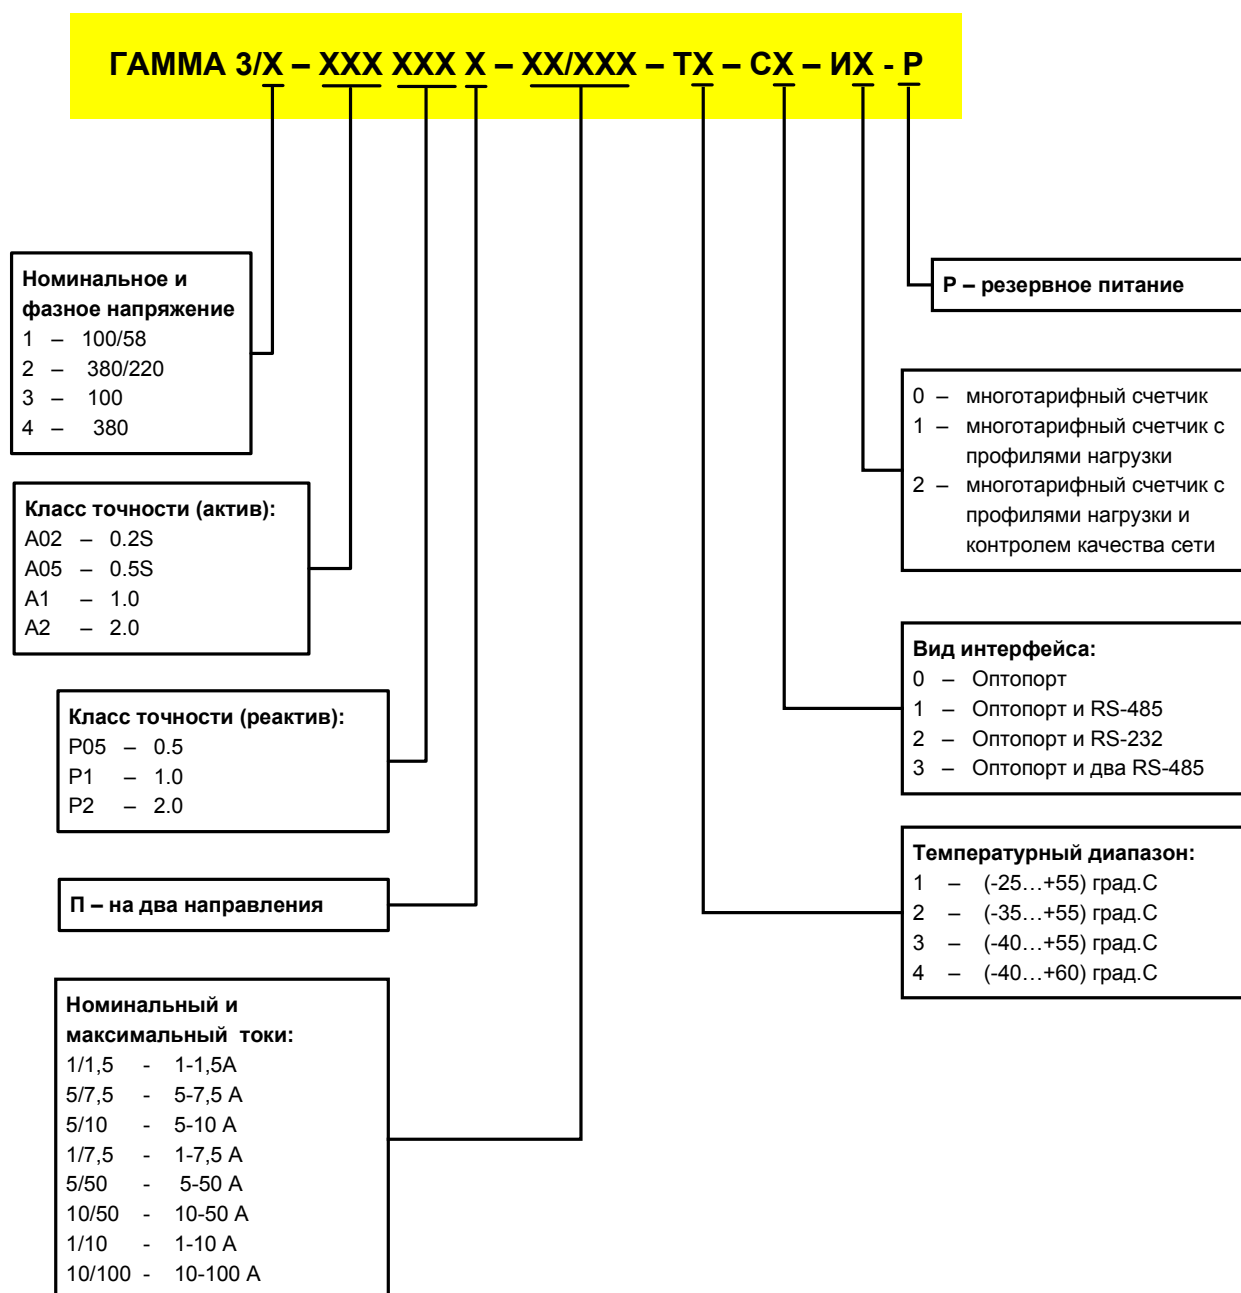 ГАММА 3/Х – ХХХ ХХХ Х – ХХ/ХХХ – ТХ – СХ – ИХ - Р
Номинальное и
фазное напряжение
1 – 100/58
2 – 380/220
3 – 100
4 – 380
Класс точности (актив):
А02 – 0.2S
А05 – 0.5S
А1 – 1.0
А2 – 2.0
Класс точности (реактив):
Р05 – 0.5
Р1 – 1.0
Р2 – 2.0
П – на два направления
Номинальный и
максимальный токи:
1/1,5 - 1-1,5А
5/7,5 - 5-7,5 А
5/10 - 5-10 А
1/7,5 - 1-7,5 А
5/50 - 5-50 А
10/50 - 10-50 А
1/10 - 1-10 А
10/100 - 10-100 А
Р – резервное питание
0 – многотарифный счетчик
1 – многотарифный счетчик с
профилями нагрузки
2 – многотарифный счетчик с
профилями нагрузки и
контролем качества сети
Вид интерфейса:
0 – Оптопорт
1 – Оптопорт и RS-485
2 – Оптопорт и RS-232
3 – Оптопорт и два RS-485
Температурный диапазон:
1 – (-25…+55) град.С
2 – (-35…+55) град.С
3 – (-40…+55) град.С
4 – (-40…+60) град.С